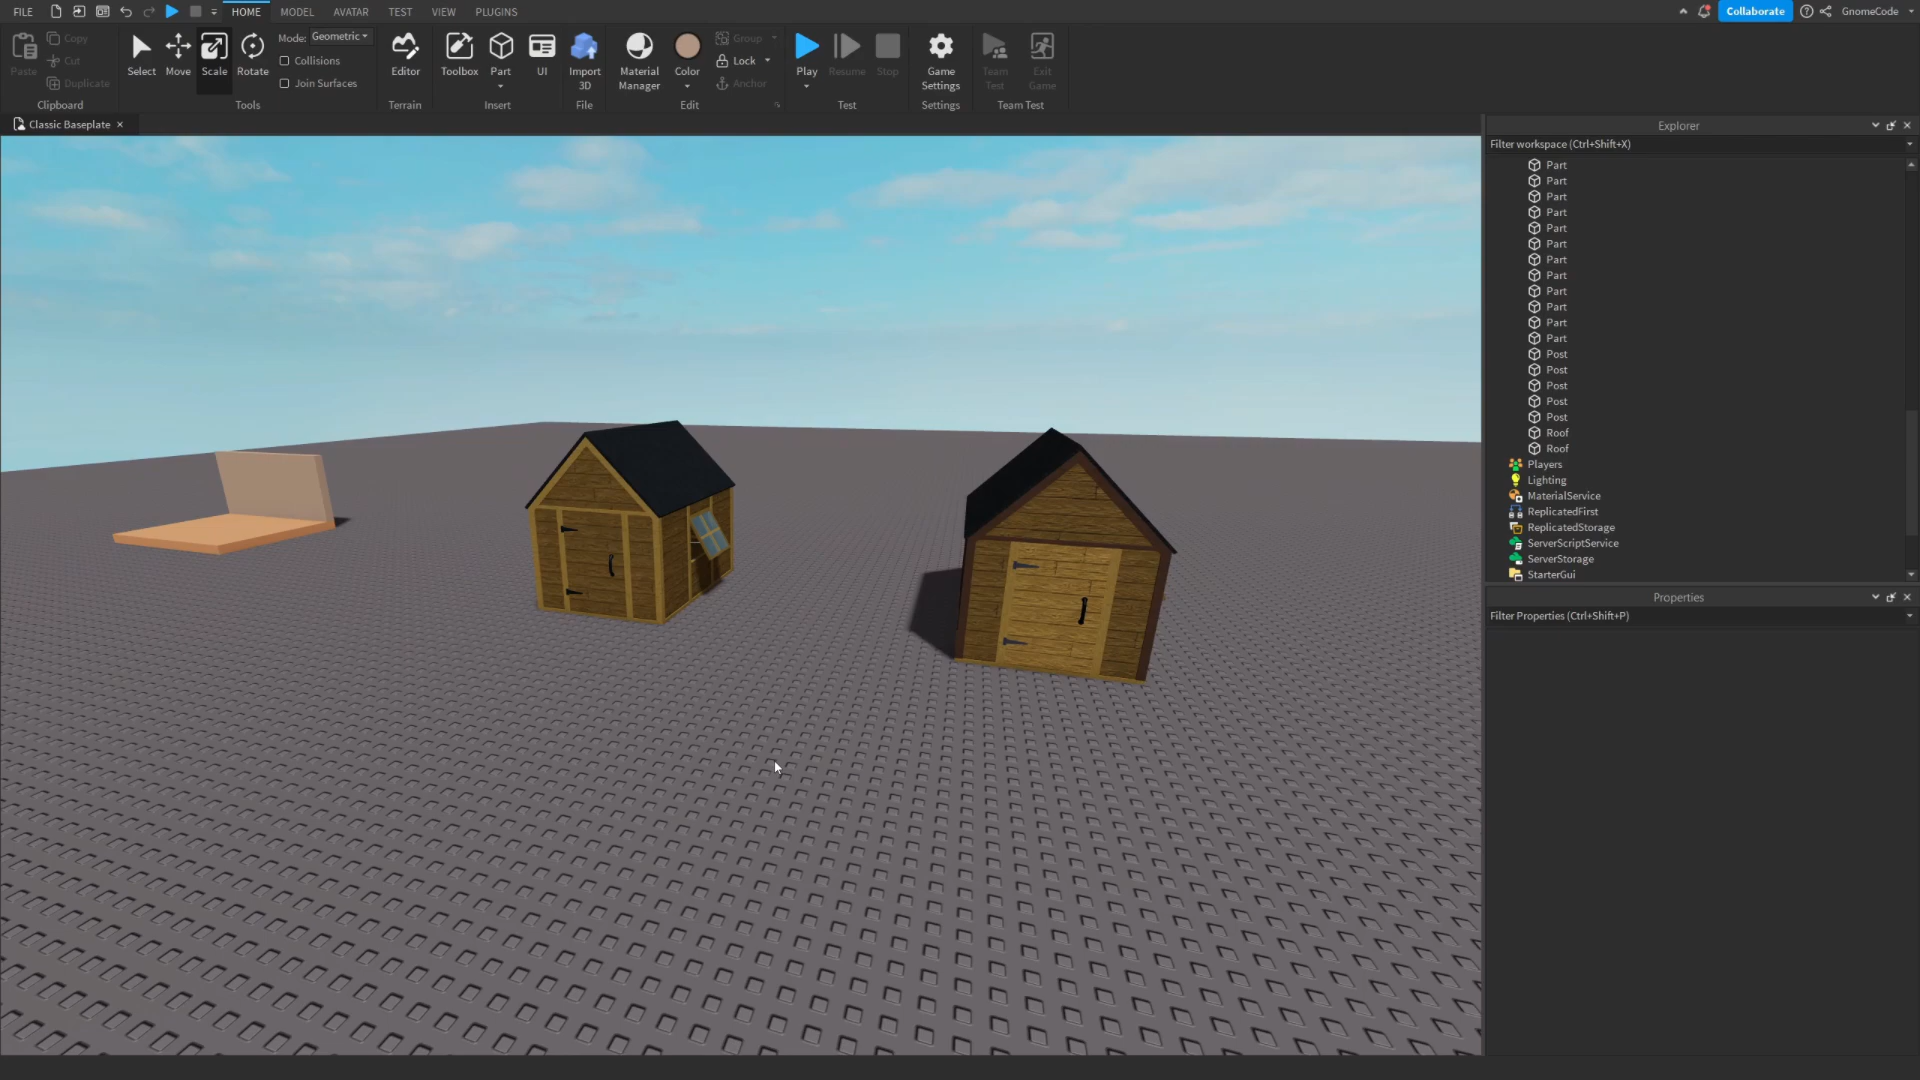 FILE HOME MODEL AVATAR TEST VIEW PLUGINS Collaborate GnomeCode
Paste Copy Cut Duplicate Clipboard
Select Move Scale Rotate Mode: Geometric Collisions Join Surfaces Tools
Editor Terrain
Toolbox Part UI Insert
Import 3D File
Material Manager Color Group Lock Anchor Edit
Play Resume Stop Test
Game Settings Settings
Team Test Exit Game Team Test
Classic Baseplate
Explorer
Filter workspace (Ctrl+Shift+X)
Part
Part
Part
Part
Part
Part
Part
Part
Part
Part
Part
Part
Post
Post
Post
Post
Post
Roof
Roof
Players
Lighting
MaterialService
ReplicatedFirst
ReplicatedStorage
ServerScriptService
ServerStorage
StarterGui
Properties
Filter Properties (Ctrl+Shift+P)